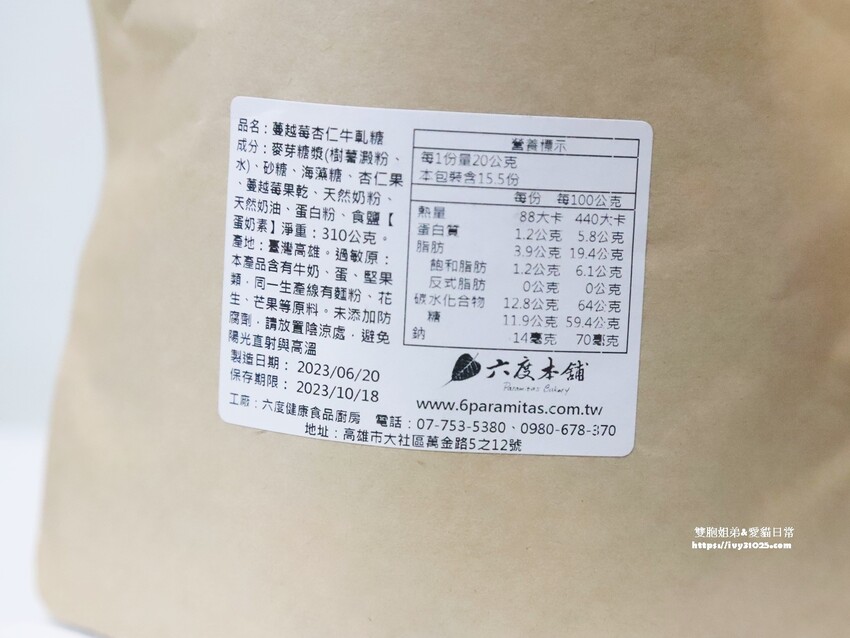 品名：蔓越莓杏仁牛軋糖
成分：麥芽糖漿(樹薯澱粉、
水)、砂糖、海藻糖、杏仁果
、蔓越莓果乾、天然奶粉、
天然奶油、蛋白粉、食鹽【
蛋奶素】淨重：310公克。
產地：臺灣高雄。過敏原：
本產品含有牛奶、蛋、堅果
類，同一生產線有麵粉、花
生、芒果等原料。未添加防
腐劑，請放置陰涼處，避免
陽光直射與高溫
製造日期： 2023/06/20
保存期限： 2023/10/18
營養標示
每1份量20公克
本包裝含15.5份
每份 每100公克
熱量 88大卡 440大卡
蛋白質 1.2公克 5.8公克
脂肪 3.9公克 19.4公克
飽和脂肪 1.2公克 6.1公克
反式脂肪 0公克 0公克
碳水化合物 12.8公克 64公克
糖 11.9公克 59.4公克
鈉 14毫克 70毫克
六度本舖
Paramitas Bakery
www.6paramitas.com.tw
工廠：六度健康食品廚房 電話：07-753-5380、0980-678-370
地址：高雄市大社區萬金路5之12號
雙胞姐弟&愛貓日常
https://ivy31025.com